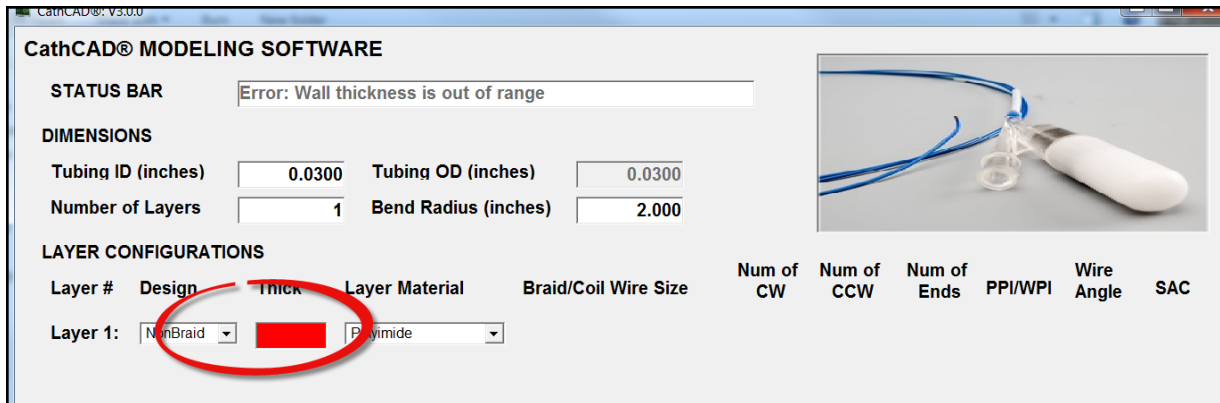 CathCAD®: V3.0.0
CathCAD® MODELING SOFTWARE
STATUS BAR Error: Wall thickness is out of range
DIMENSIONS
Tubing ID (inches) 0.0300 Tubing OD (inches) 0.0300
Number of Layers 1 Bend Radius (inches) 2.000
LAYER CONFIGURATIONS
Layer # Design Thick Layer Material Braid/Coil Wire Size Num of CW Num of CCW Num of Ends PPI/WPI Wire Angle SAC
Layer 1: NonBraid Polyimide